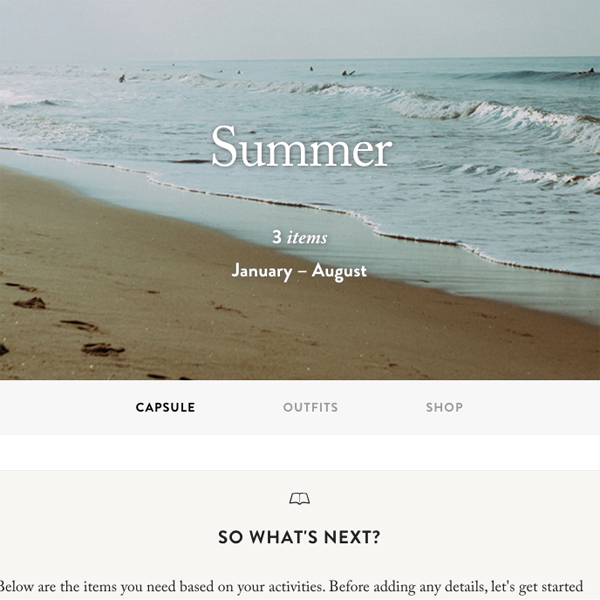 Summer
3 items
January – August
CAPSULE OUTFITS SHOP
SO WHAT'S NEXT?
Below are the items you need based on your activities. Before adding any details, let's get started